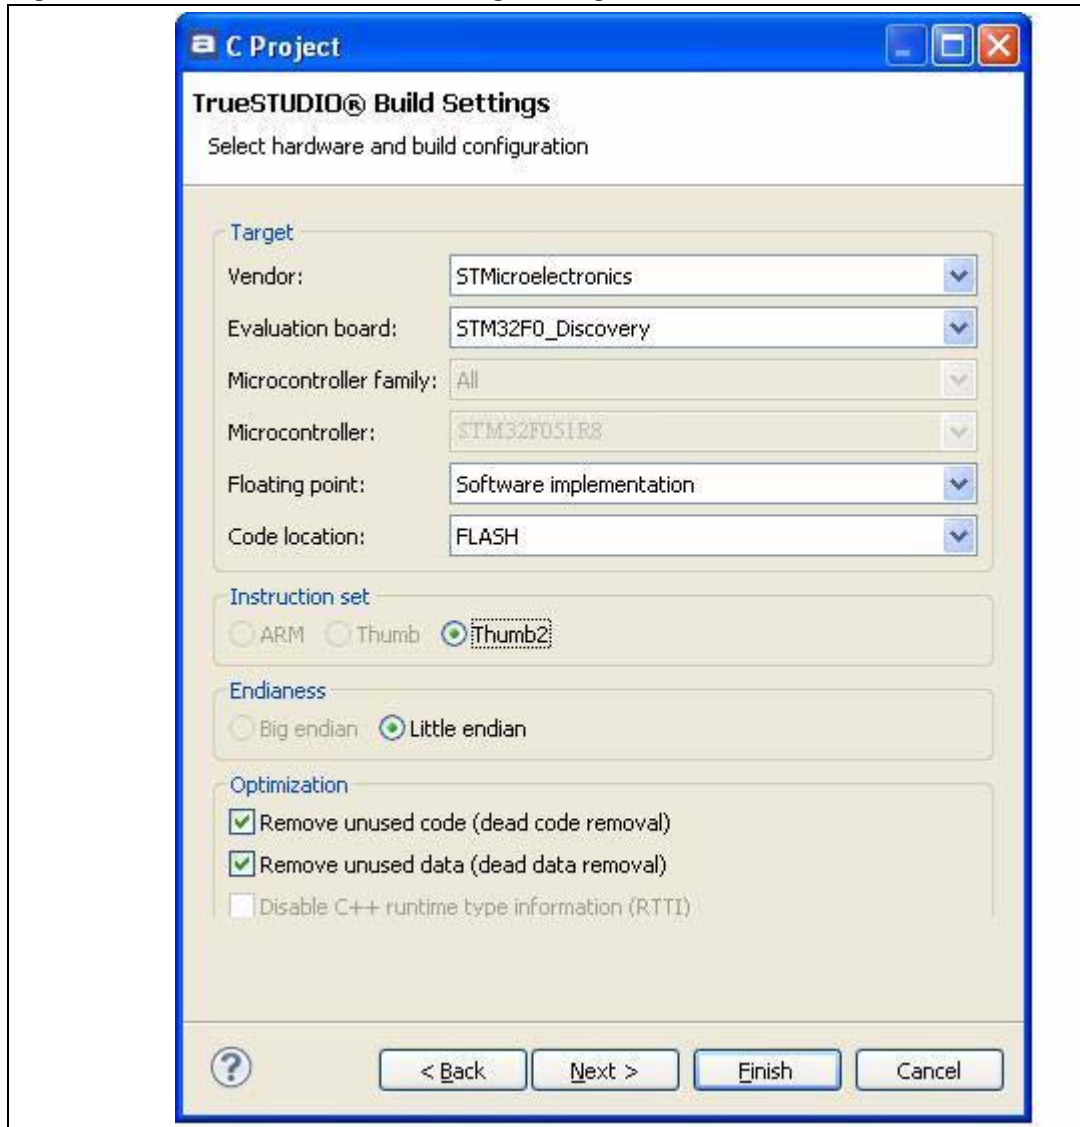 a C Project
TrueSTUDIO® Build Settings
Select hardware and build configuration
Target
Vendor: STMicroelectronics
Evaluation board: STM32F0_Discovery
Microcontroller family: All
Microcontroller: STM32F051R8
Floating point: Software implementation
Code location: FLASH
Instruction set
ARM Thumb Thumb2
Endianess
Big endian Little endian
Optimization
Remove unused code (dead code removal)
Remove unused data (dead data removal)
Disable C++ runtime type information (RTTI)
? < Back Next > Finish Cancel